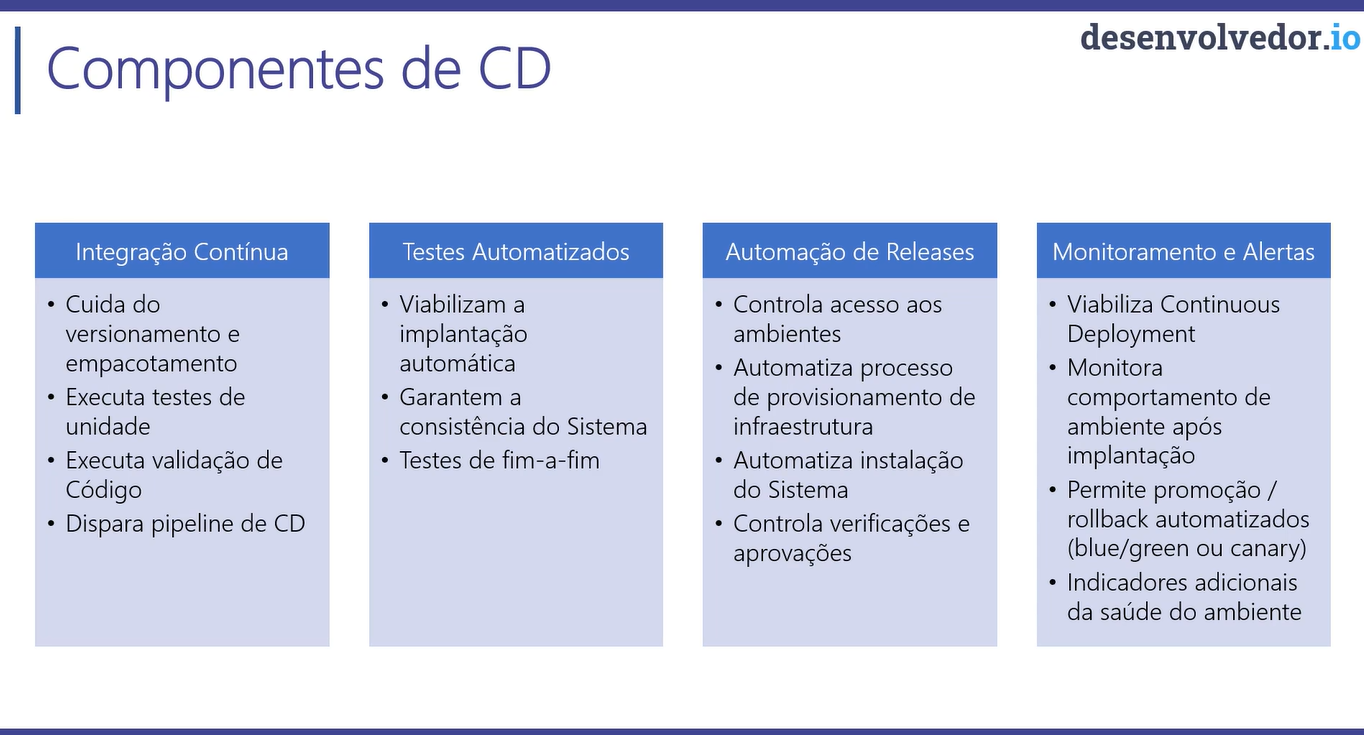 desenvolvedor.io
Componentes de CD
Integração Contínua
• Cuida do
versionamento e
empacotamento
• Executa testes de
unidade
• Executa validação de
Código
• Dispara pipeline de CD
Testes Automatizados
• Viabilizam a
implantação
automática
• Garantem a
consistência do Sistema
• Testes de fim-a-fim
Automação de Releases
• Controla acesso aos
ambientes
• Automatiza processo
de provisionamento de
infraestrutura
• Automatiza instalação
do Sistema
• Controla verificações e
aprovações
Monitoramento e Alertas
• Viabiliza Continuous
Deployment
• Monitora
comportamento de
ambiente após
implantação
• Permite promoção /
rollback automatizados
(blue/green ou canary)
• Indicadores adicionais
da saúde do ambiente